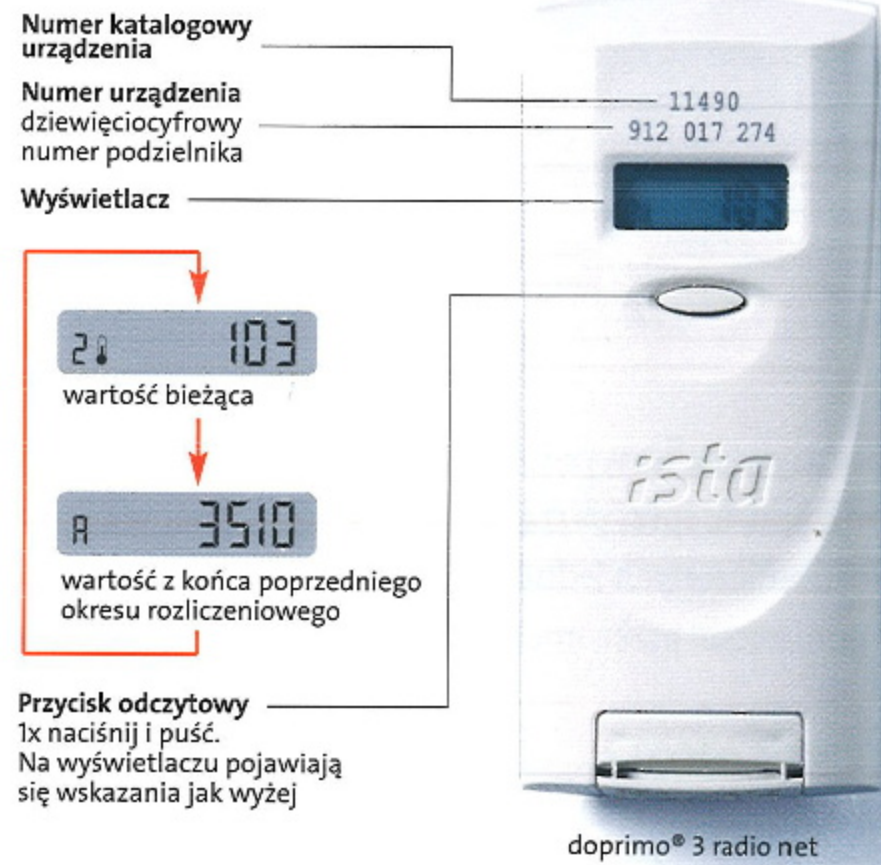 Numer katalogowy
urządzenia
Numer urządzenia
dziewięciocyfrowy
numer podzielnika
Wyświetlacz
11490
912 017 274
103
2 103
wartość bieżąca
A 3510
wartość z końca poprzedniego
okresu rozliczeniowego
ista
Przycisk odczytowy
1x naciśnij i puść.
Na wyświetlaczu pojawiają
się wskazania jak wyżej
doprimo® 3 radio net